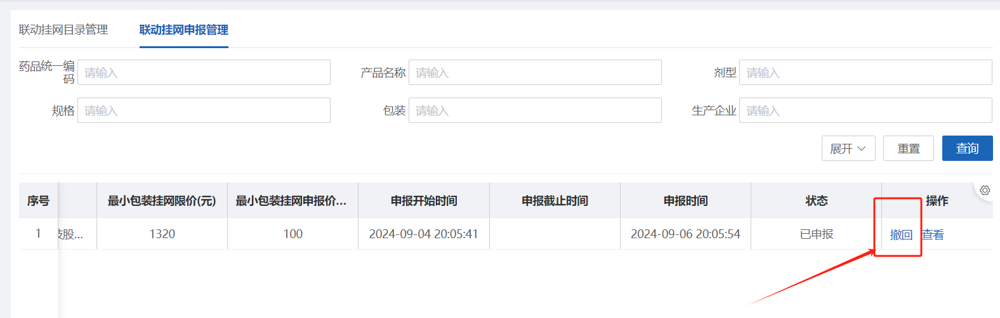 联动挂网目录管理 联动挂网申报管理
药品统一编码 请输入 产品名称 请输入 剂型 请输入
规格 请输入 包装 请输入 生产企业 请输入
展开 重置 查询
序号 最小包装挂网限价(元) 最小包装挂网申报价... 申报开始时间 申报截止时间 申报时间 状态 操作
1 股... 1320 100 2024-09-04 20:05:41 2024-09-06 20:05:54 已申报 撤回 查看